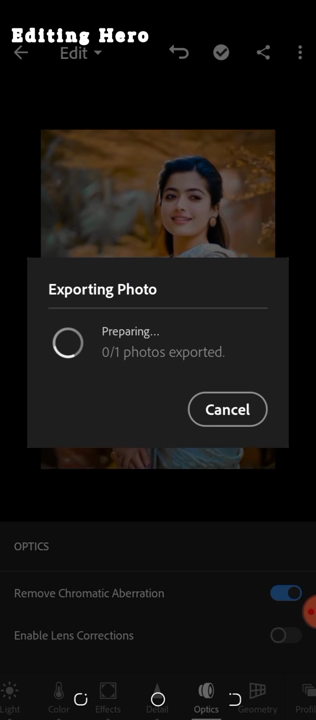 Editing Hero
Edit
Exporting Photo
Preparing...
0/1 photos exported.
Cancel
OPTICS
Remove Chromatic Aberration
Enable Lens Corrections
Light Color Effects Detail Optics Geometry Profil